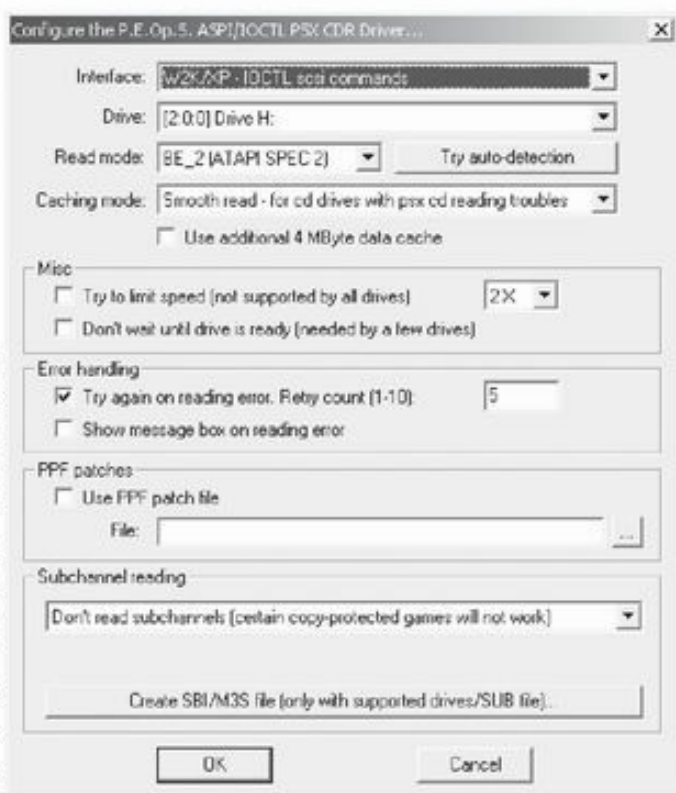 Configure the P.E.Op.S. ASPI/IOCTL PSX CDR Driver...
Interface: W2K/XP - IOCTL scsi commands
Drive: [2:0:0] Drive H:
Read mode: BE_2 (ATAPI SPEC 2) Try auto-detection
Caching mode: Smooth read - for cd drives with psx cd reading troubles
Use additional 4 MByte data cache
Misc
Try to limit speed (not supported by all drives) 2X
Don't wait until drive is ready (needed by a few drives)
Error handling
Try again on reading error. Retry count (1-10): 5
Show message box on reading error
PPF patches
Use PPF patch file
File: ...
Subchannel reading
Don't read subchannels (certain copy-protected games will not work)
Create SBI/M3S file (only with supported drives/SUB file)...
OK Cancel